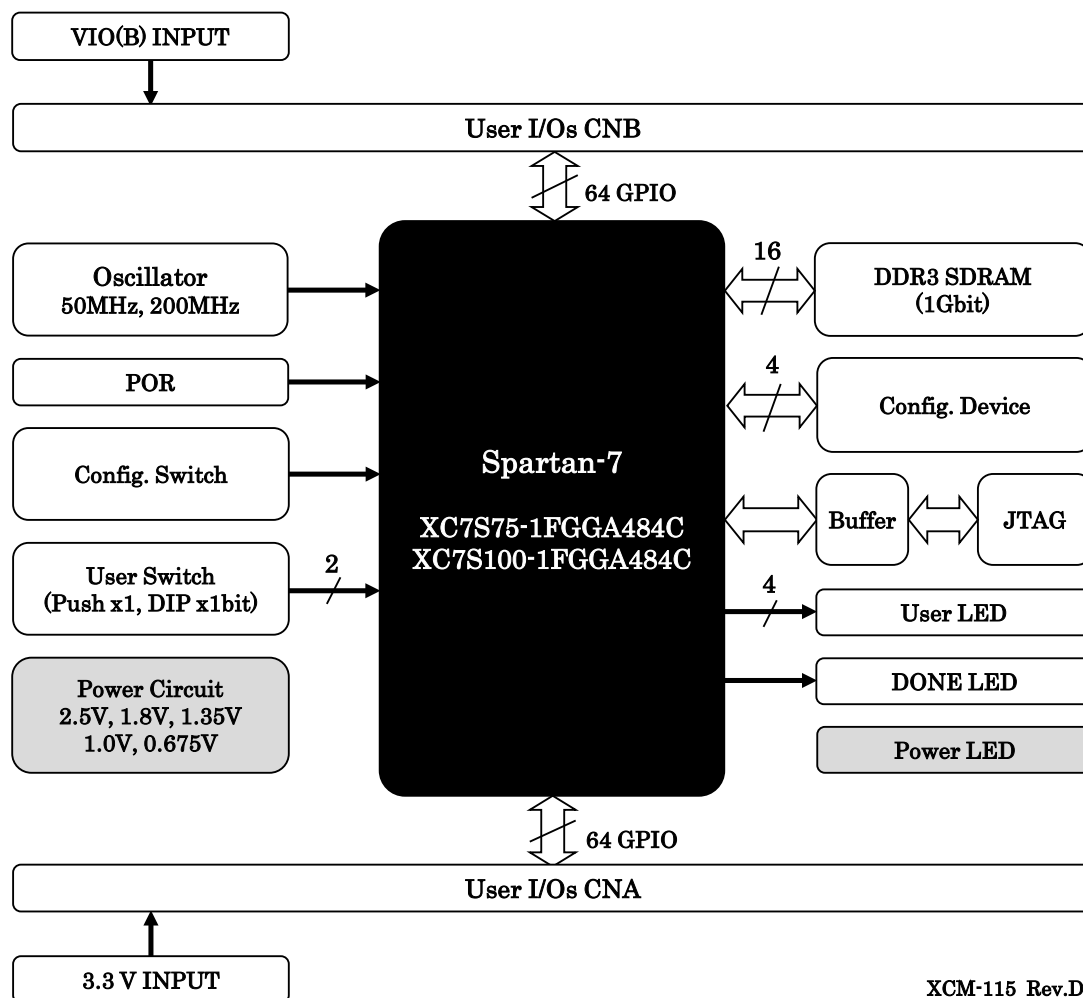 VIO(B) INPUT
User I/Os CNB
64 GPIO
Oscillator
50MHz, 200MHz
POR
Config. Switch
User Switch
(Push x1, DIP x1bit)
2
Power Circuit
2.5V, 1.8V, 1.35V
1.0V, 0.675V
Spartan-7
XC7S75-1FGGA484C
XC7S100-1FGGA484C
16
DDR3 SDRAM
(1Gbit)
4
Config. Device
Buffer
JTAG
4
User LED
DONE LED
Power LED
64 GPIO
User I/Os CNA
3.3 V INPUT
XCM-115 Rev.D